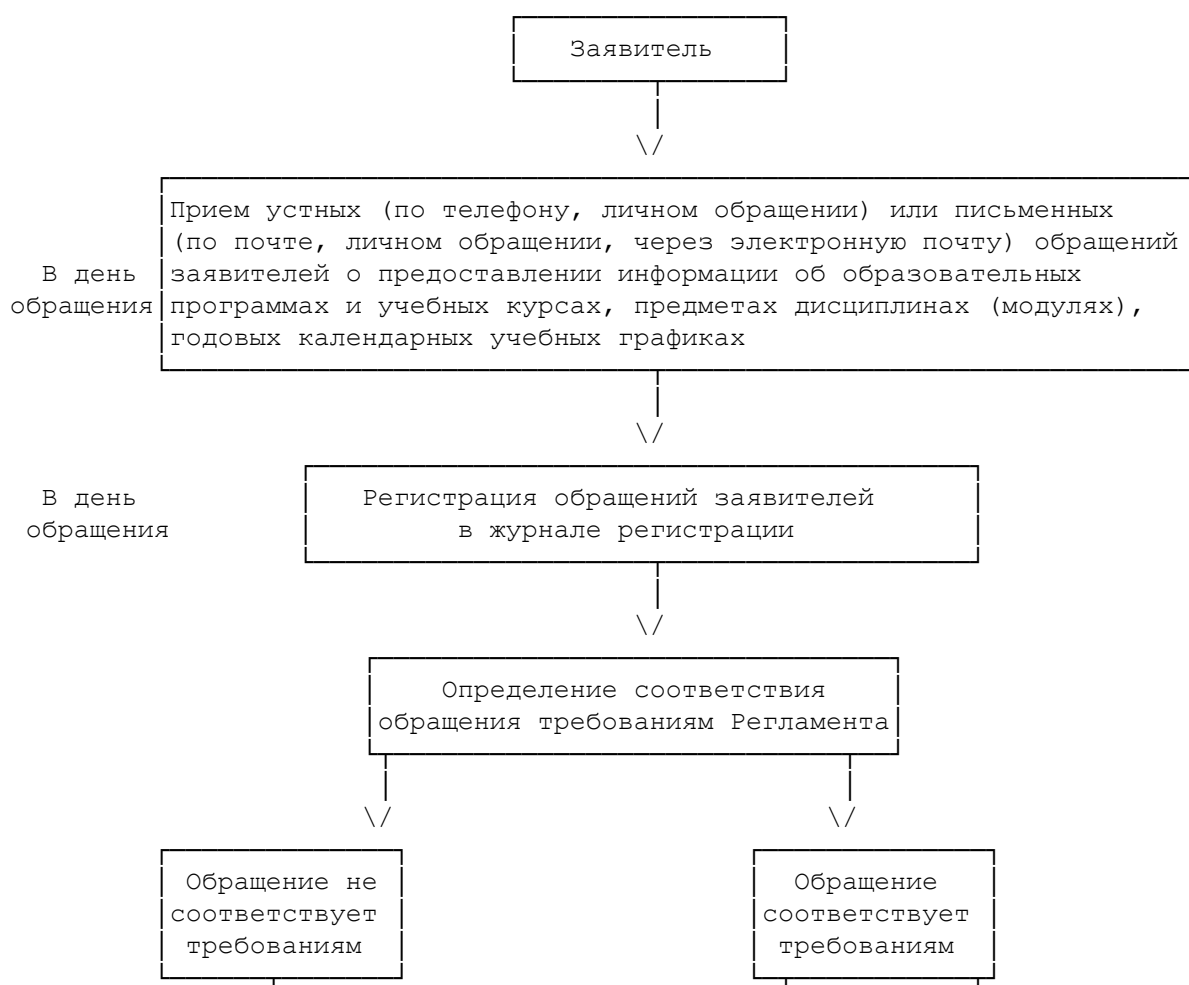 Заявитель
Прием устных (по телефону, личном обращении) или письменных
(по почте, личном обращении, через электронную почту) обращений
В день заявителей о предоставлении информации об образовательных
обращения программах и учебных курсах, предметах дисциплинах (модулях),
годовых календарных учебных графиках
В день Регистрация обращений заявителей
обращения в журнале регистрации
Определение соответствия
обращения требованиям Регламента
Обращение не Обращение
соответствует соответствует
требованиям требованиям